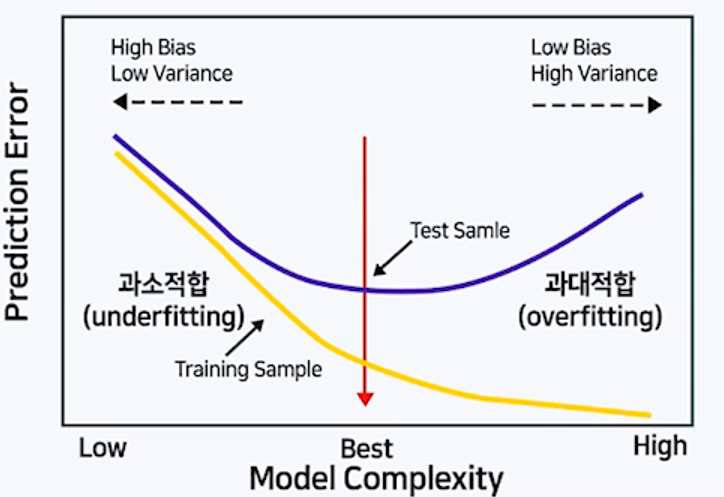 High Bias
Low Variance
Low Bias
High Variance
Prediction Error
Test Samle
과소적합
(underfitting)
과대적합
(overfitting)
Training Sample
Low
Best
High
Model Complexity